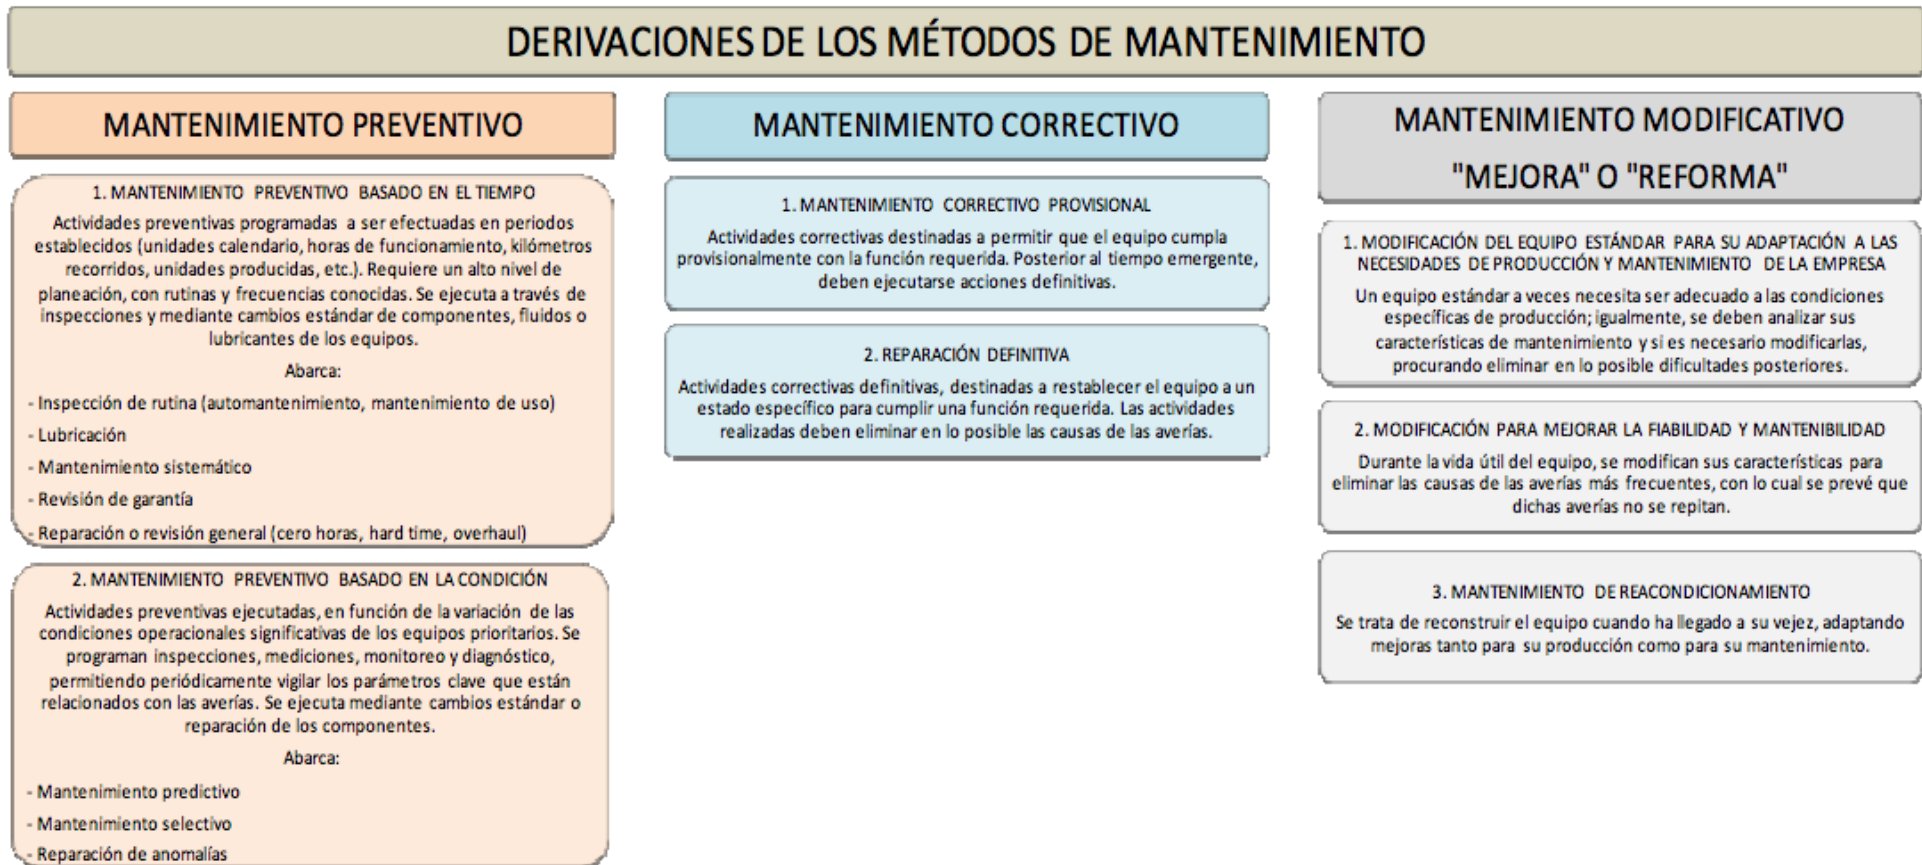 DERIVACIONES DE LOS MÉTODOS DE MANTENIMIENTO
MANTENIMIENTO PREVENTIVO
1. MANTENIMIENTO PREVENTIVO BASADO EN EL TIEMPO
Actividades preventivas programadas a ser efectuadas en periodos
establecidos (unidades calendario, horas de funcionamiento, kilómetros
recorridos, unidades producidas, etc.). Requiere un alto nivel de
planeación, con rutinas y frecuencias conocidas. Se ejecuta a través de
inspecciones y mediante cambios estándar de componentes, fluidos o
lubricantes de los equipos.
Abarca:
- Inspección de rutina (automantenimiento, mantenimiento de uso)
- Lubricación
- Mantenimiento sistemático
- Revisión de garantía
- Reparación o revisión general (cero horas, hard time, overhaul)
2. MANTENIMIENTO PREVENTIVO BASADO EN LA CONDICIÓN
Actividades preventivas ejecutadas, en función de la variación de las
condiciones operacionales significativas de los equipos prioritarios. Se
programan inspecciones, mediciones, monitoreo y diagnóstico,
permitiendo periódicamente vigilar los parámetros clave que están
relacionados con las averías. Se ejecuta mediante cambios estándar o
reparación de los componentes.
Abarca:
- Mantenimiento predictivo
- Mantenimiento selectivo
- Reparación de anomalías
MANTENIMIENTO CORRECTIVO
1. MANTENIMIENTO CORRECTIVO PROVISIONAL
Actividades correctivas destinadas a permitir que el equipo cumpla
provisionalmente con la función requerida. Posterior al tiempo emergente,
deben ejecutarse acciones definitivas.
2. REPARACIÓN DEFINITIVA
Actividades correctivas definitivas, destinadas a restablecer el equipo a un
estado específico para cumplir una función requerida. Las actividades
realizadas deben eliminar en lo posible las causas de las averías.
MANTENIMIENTO MODIFICATIVO
"MEJORA" O "REFORMA"
1. MODIFICACIÓN DEL EQUIPO ESTÁNDAR PARA SU ADAPTACIÓN A LAS
NECESIDADES DE PRODUCCIÓN Y MANTENIMIENTO DE LA EMPRESA
Un equipo estándar a veces necesita ser adecuado a las condiciones
específicas de producción; igualmente, se deben analizar sus
características de mantenimiento y si es necesario modificarlas,
procurando eliminar en lo posible dificultades posteriores.
2. MODIFICACIÓN PARA MEJORAR LA FIABILIDAD Y MANTENIBILIDAD
Durante la vida útil del equipo, se modifican sus características para
eliminar las causas de las averías más frecuentes, con lo cual se prevé que
dichas averías no se repitan.
3. MANTENIMIENTO DE REACONDICIONAMIENTO
Se trata de reconstruir el equipo cuando ha llegado a su vejez, adaptando
mejoras tanto para su producción como para su mantenimiento.